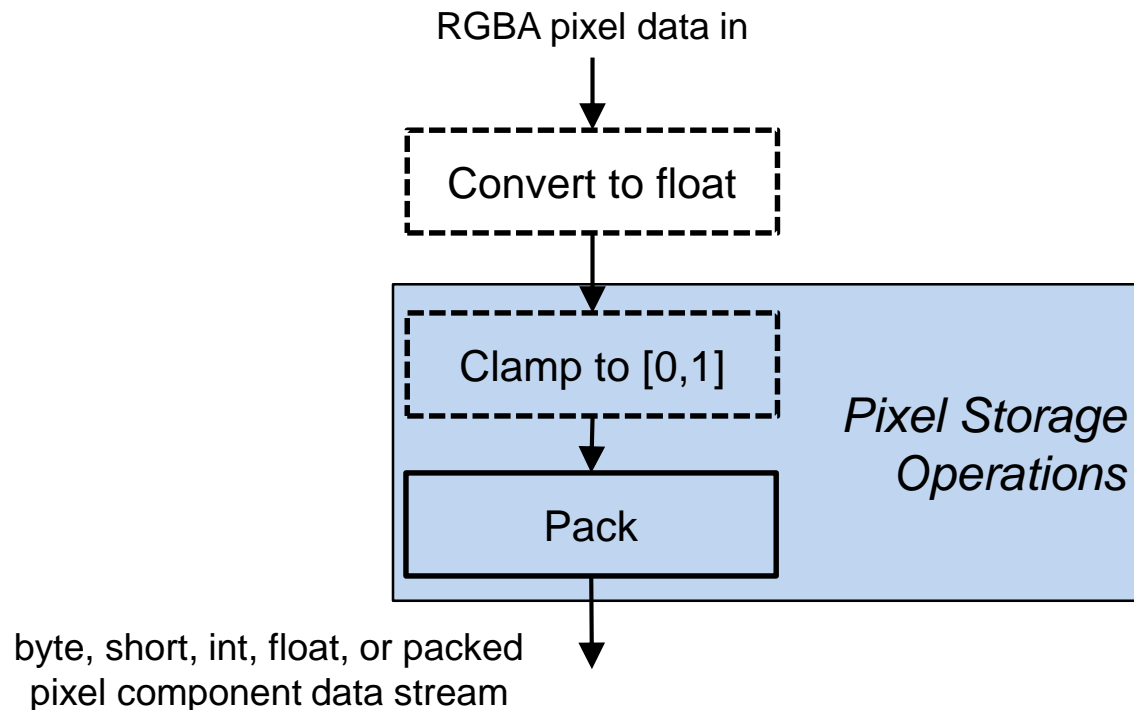 RGBA pixel data in
Convert to float
Clamp to [0,1]
Pixel Storage
Operations
Pack
byte, short, int, float, or packed
pixel component data stream